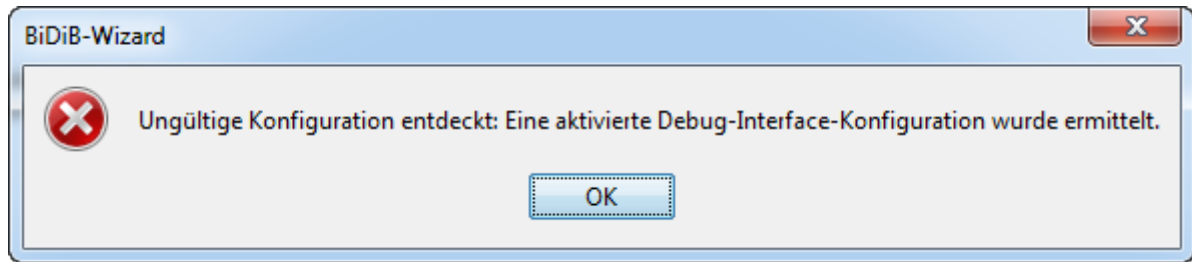 BiDiB-Wizard
Ungültige Konfiguration entdeckt: Eine aktivierte Debug-Interface-Konfiguration wurde ermittelt.
OK